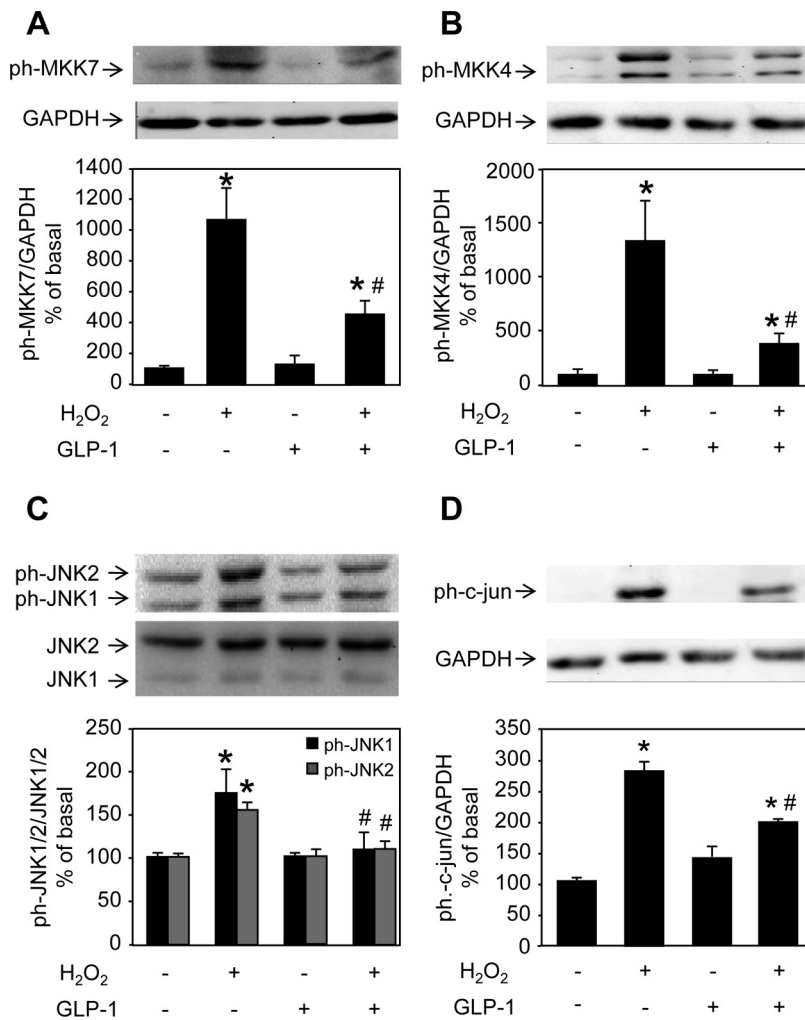 A
ph-MKK7
GAPDH
ph-MKK7/GAPDH
% of basal
1400
1200
1000
800
600
400
200
0
*
* #
H₂O₂ - + - +
GLP-1 - - + +
B
ph-MKK4
GAPDH
ph-MKK4/GAPDH
% of basal
2000
1500
1000
500
0
*
* #
H₂O₂ - + - +
GLP-1 - - + +
C
ph-JNK2
ph-JNK1
JNK2
JNK1
ph-JNK1/2/JNK1/2
% of basal
250
200
150
100
50
0
ph-JNK1
ph-JNK2
* *
# #
H₂O₂ - + - +
GLP-1 - - + +
D
ph-c-jun
GAPDH
ph.-c-jun/GAPDH
% of basal
350
300
250
200
150
100
50
0
*
* #
H₂O₂ - + - +
GLP-1 - - + +